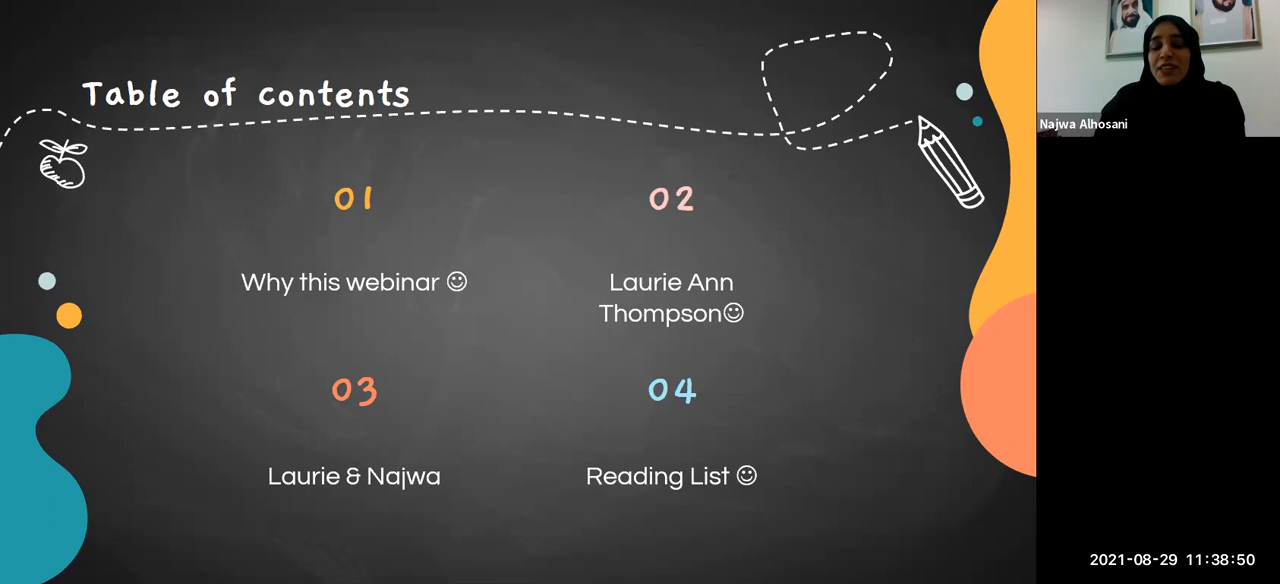 Table of contents
01
02
Why this webinar ☺
Laurie Ann
Thompson☺
03
04
Laurie & Najwa
Reading List ☺
Najwa Alhosani
2021-08-29 11:38:50